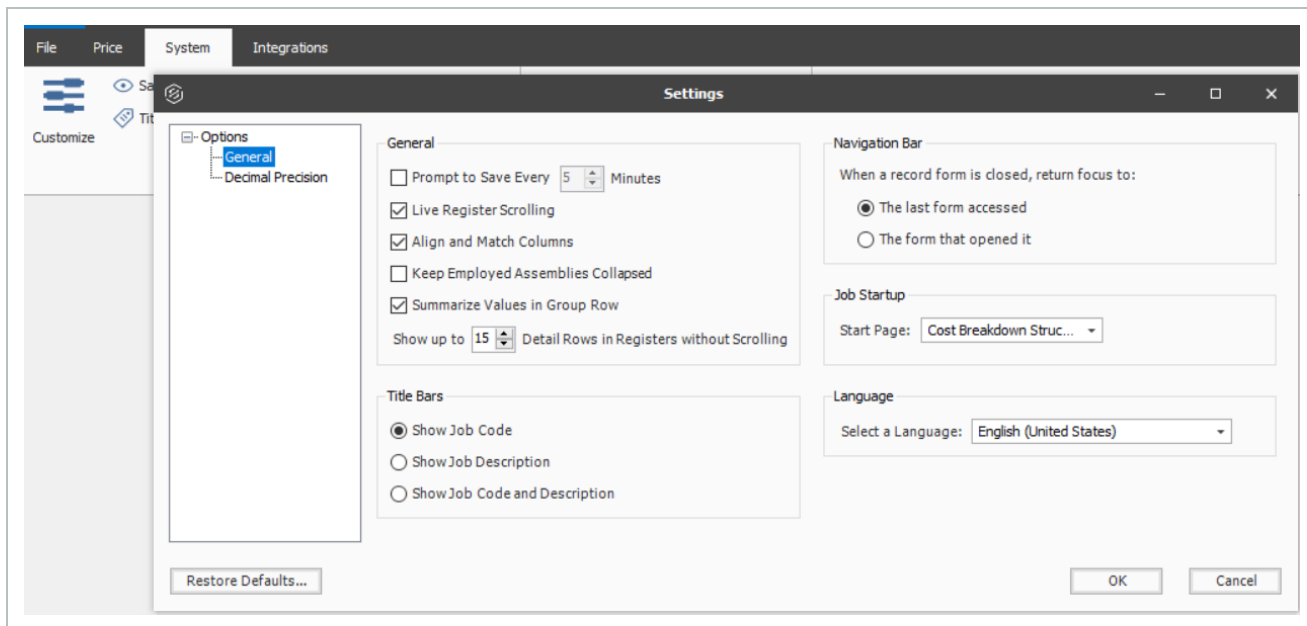 File Price System Integrations
Settings
Customize
Options
General
Decimal Precision
General
Prompt to Save Every 5 Minutes
Live Register Scrolling
Align and Match Columns
Keep Employed Assemblies Collapsed
Summarize Values in Group Row
Show up to 15 Detail Rows in Registers without Scrolling
Title Bars
Show Job Code
Show Job Description
Show Job Code and Description
Navigation Bar
When a record form is closed, return focus to:
The last form accessed
The form that opened it
Job Startup
Start Page: Cost Breakdown Struc...
Language
Select a Language: English (United States)
Restore Defaults... OK Cancel